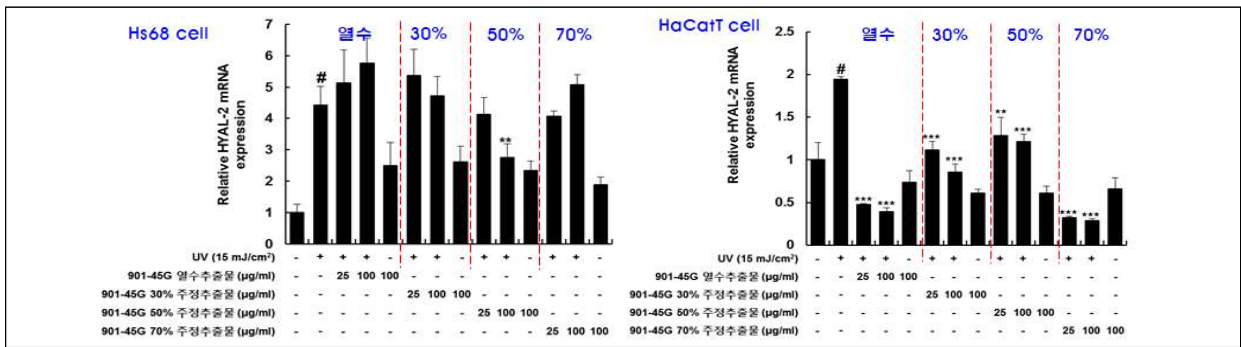 Hs68 cell
열수
30%
50%
70%
Relative HYAL-2 mRNA
expression
7
6
5
4
3
2
1
0
#
**
UV (15 mJ/cm²) - + + + - + + - + + - + + -
901-45G 열수추출물 (µg/ml) - - 25 100 100 - - - - - - - - -
901-45G 30% 주정추출물 (µg/ml) - - - - - 25 100 100 - - - - - -
901-45G 50% 주정추출물 (µg/ml) - - - - - - - - 25 100 100 - - -
901-45G 70% 주정추출물 (µg/ml) - - - - - - - - - - - 25 100 100
HaCatT cell
열수
30%
50%
70%
Relative HYAL-2 mRNA
expression
2.5
2
1.5
1
0.5
0
#
*** *** *** *** ** *** *** ***
UV (15 mJ/cm²) - + + + - + + - + + - + + -
901-45G 열수추출물 (µg/ml) - - 25 100 100 - - - - - - - - -
901-45G 30% 주정추출물 (µg/ml) - - - - - 25 100 100 - - - - - -
901-45G 50% 주정추출물 (µg/ml) - - - - - - - - 25 100 100 - - -
901-45G 70% 주정추출물 (µg/ml) - - - - - - - - - - - 25 100 100